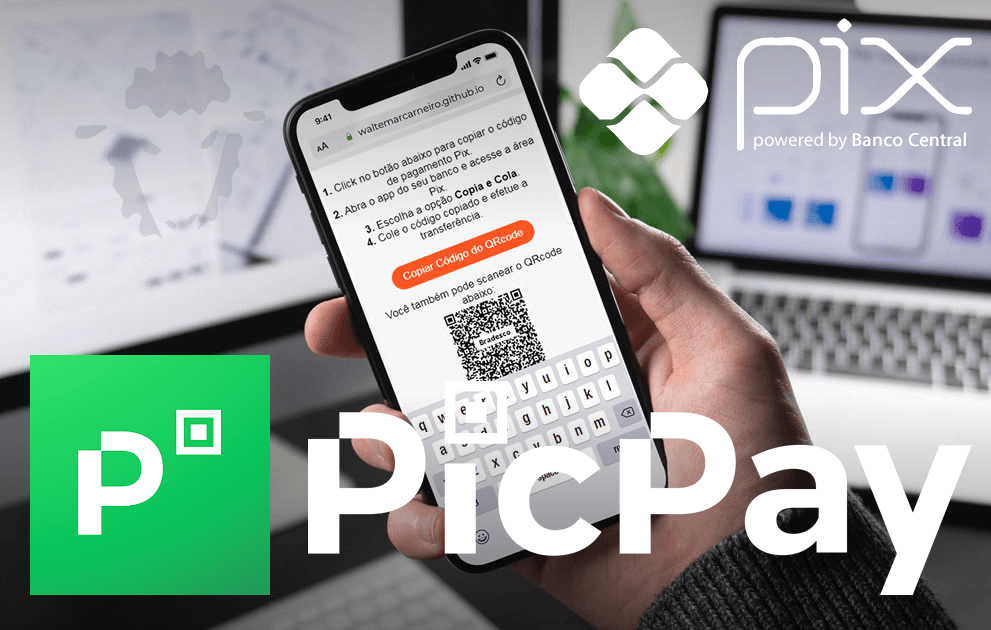 pix
powered by Banco Central
9:41
AA waltemarcarneiro.github.io
1. Click no botão abaixo para copiar o código
de pagamento Pix.
2. Abra o app do seu banco e acesse a área
Pix.
3. Escolha a opção Copia e Cola.
4. Cole o código copiado e efetue a
transferência.
Copiar Código do QRcode
Você também pode scanear o QRcode
abaixo:
Bradesco
q w e r y u i o p
a s g h j k l
z x c v b n m
P
PicPay